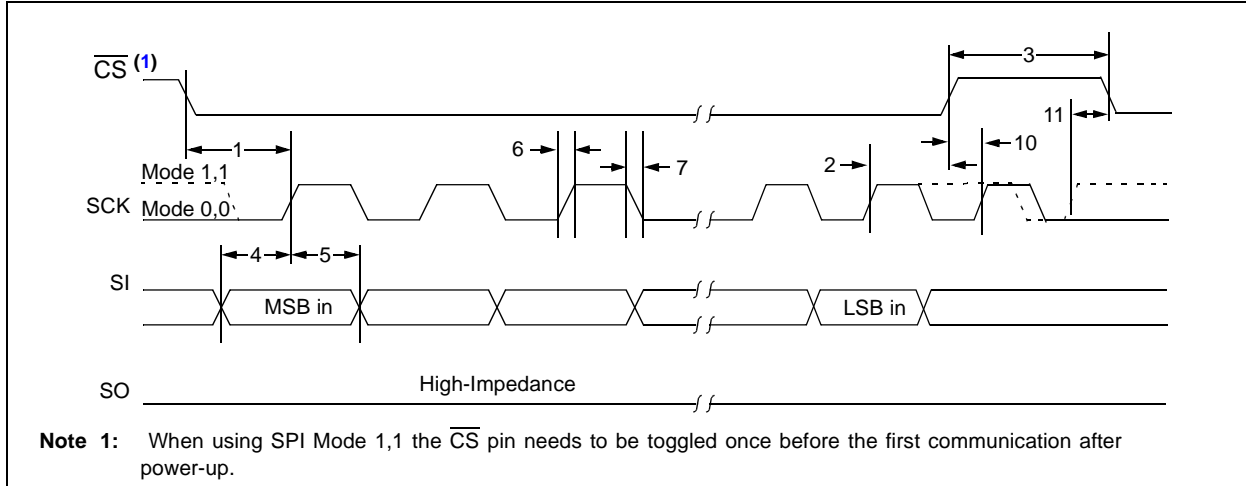 CS (1)
3
11
1
6
7
2
10
Mode 1,1
SCK
Mode 0,0
4
5
SI
MSB in
LSB in
SO
High-Impedance
Note 1: When using SPI Mode 1,1 the CS pin needs to be toggled once before the first communication after
power-up.